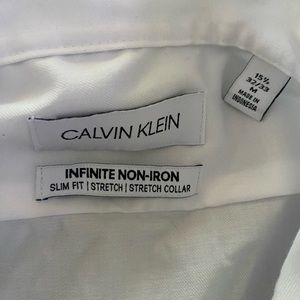 15½
32/33
M
MADE IN
INDONESIA
CALVIN KLEIN
INFINITE NON-IRON
SLIM FIT | STRETCH | STRETCH COLLAR